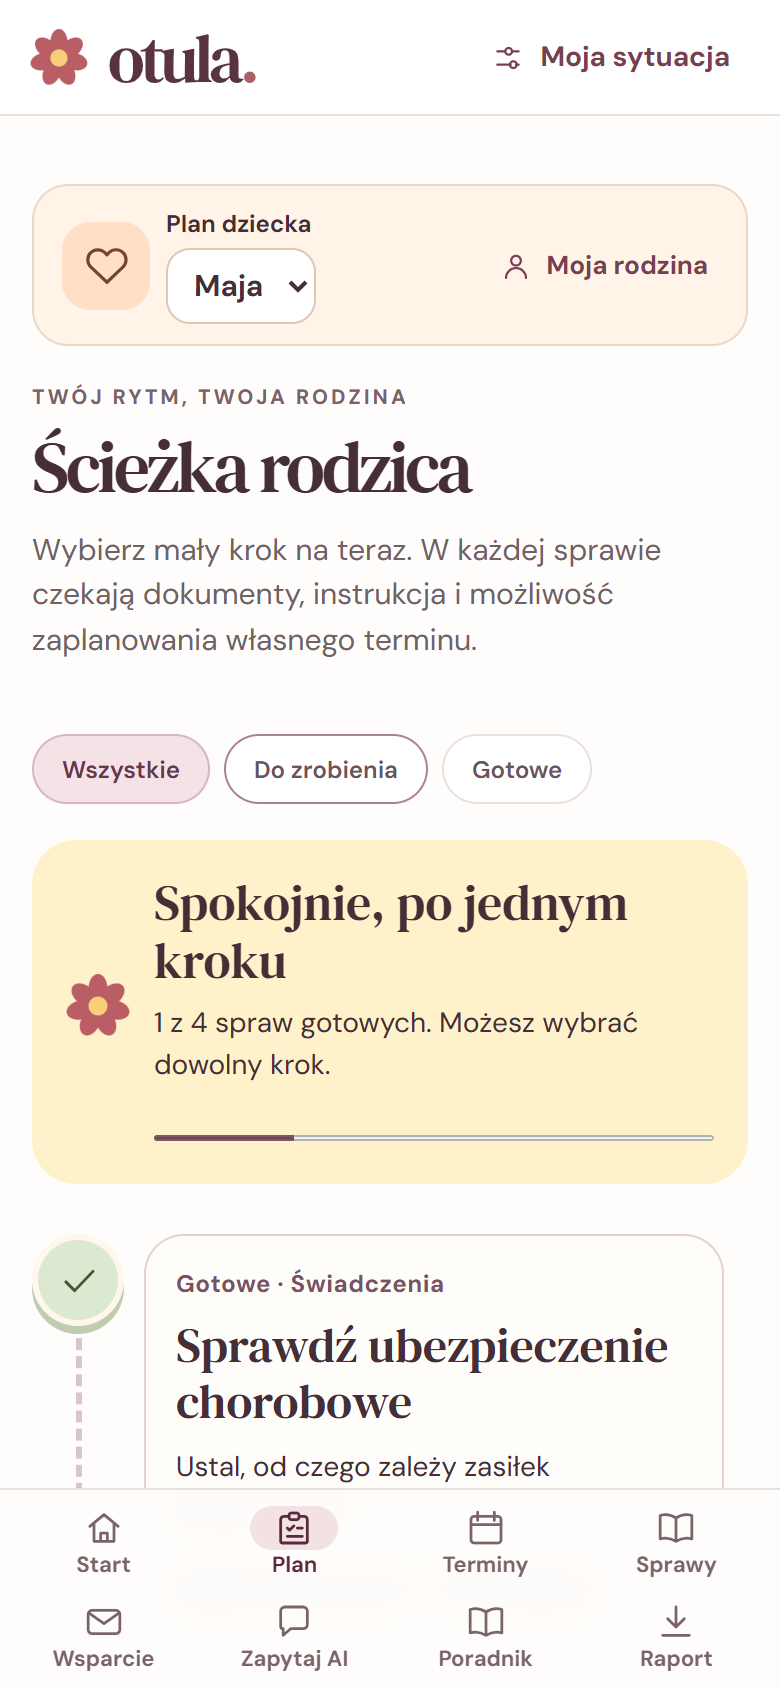 otula.
Moja sytuacja
Plan dziecka
Maja
Moja rodzina
TWÓJ RYTM, TWOJA RODZINA
Ścieżka rodzica
Wybierz mały krok na teraz. W każdej sprawie
czekają dokumenty, instrukcja i możliwość
zaplanowania własnego terminu.
Wszystkie
Do zrobienia
Gotowe
Spokojnie, po jednym
kroku
1 z 4 spraw gotowych. Możesz wybrać
dowolny krok.
Gotowe · Świadczenia
Sprawdź ubezpieczenie
chorobowe
Ustal, od czego zależy zasiłek
Start
Plan
Terminy
Sprawy
Wsparcie
Zapytaj AI
Poradnik
Raport